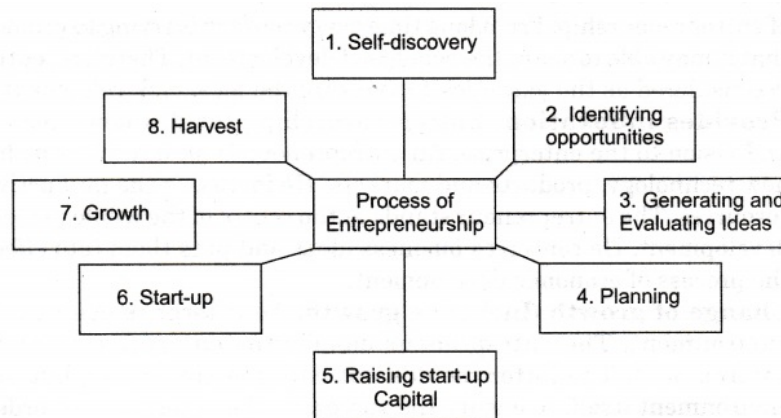 1. Self-discovery
2. Identifying
opportunities
3. Generating and
Evaluating Ideas
4. Planning
5. Raising start-up
Capital
6. Start-up
7. Growth
8. Harvest
Process of
Entrepreneurship